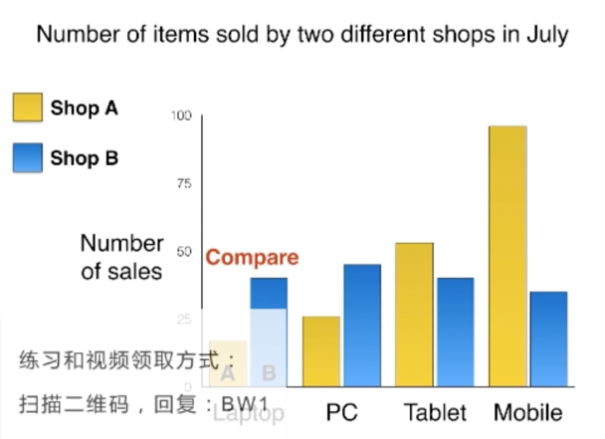 Number of items sold by two different shops in July
Shop A
Shop B
100
75
50
25
0
Number
of sales
Compare
A B
Laptop PC Tablet Mobile
练习和视频领取方式：
扫描二维码，回复：BW1